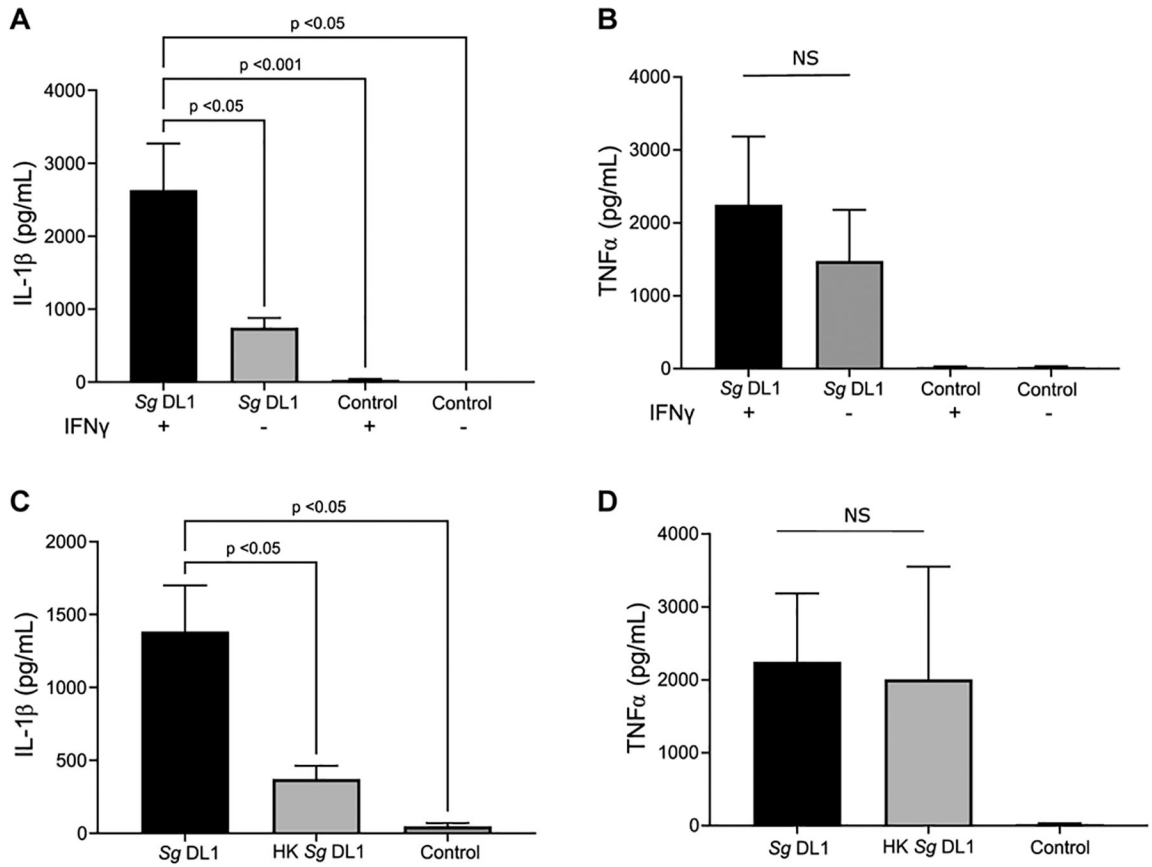 A
p <0.05
p <0.001
p <0.05
IL-1β (pg/mL)
4000
3000
2000
1000
0
Sg DL1 Sg DL1 Control Control
IFNγ + - + -
B
NS
TNFα (pg/mL)
4000
3000
2000
1000
0
Sg DL1 Sg DL1 Control Control
IFNγ + - + -
C
p <0.05
p <0.05
IL-1β (pg/mL)
2000
1500
1000
500
0
Sg DL1 HK Sg DL1 Control
D
NS
TNFα (pg/mL)
4000
3000
2000
1000
0
Sg DL1 HK Sg DL1 Control